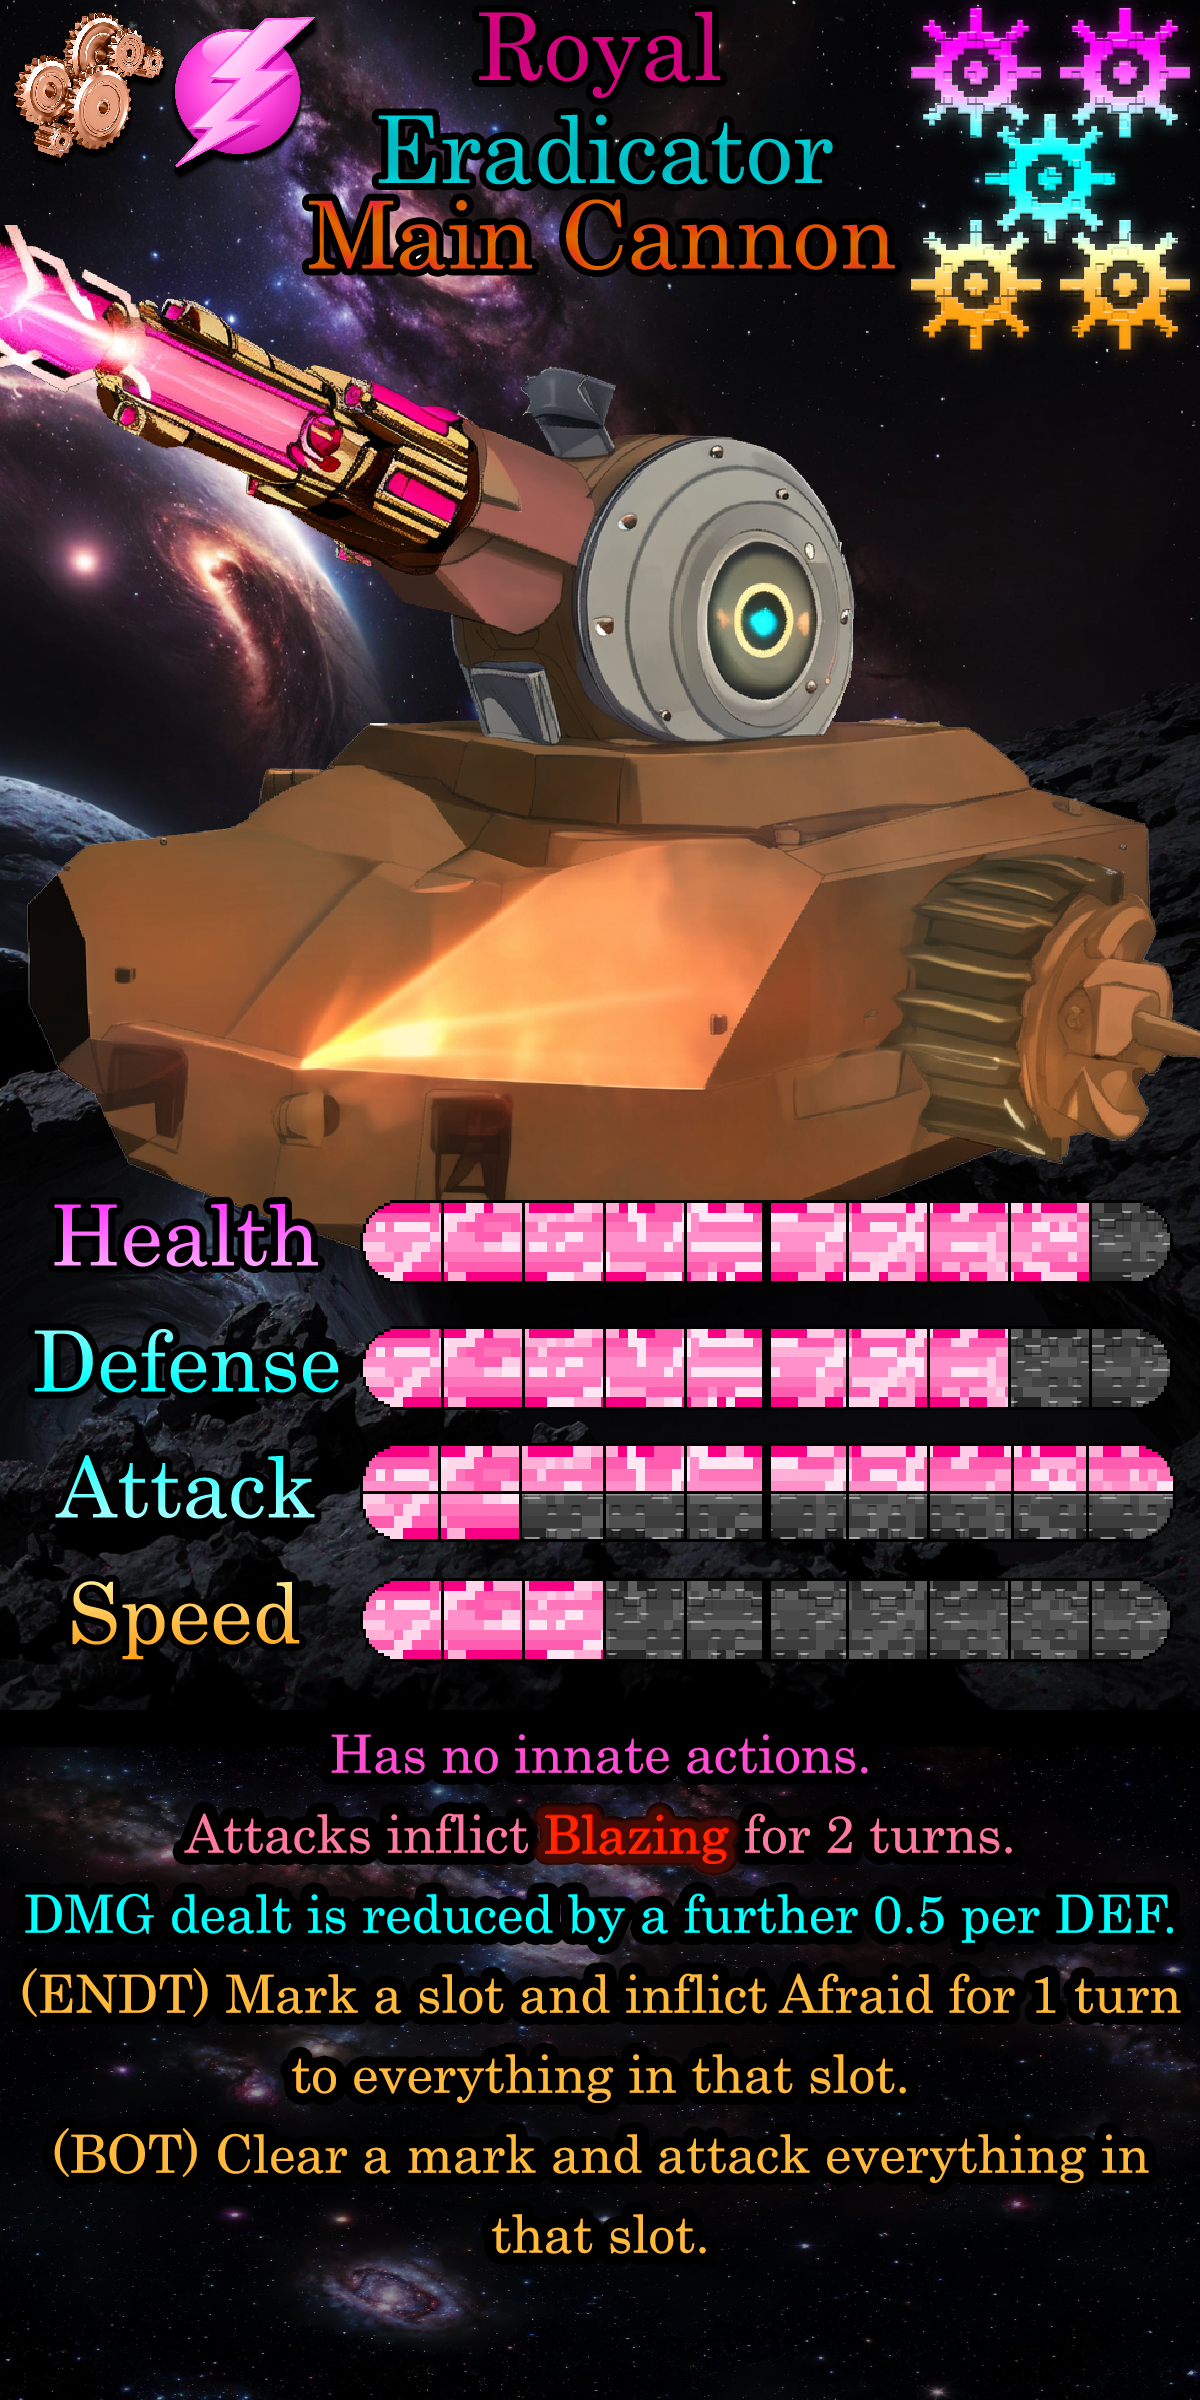 Royal
Eradicator
Main Cannon
Health
Defense
Attack
Speed
Has no innate actions.
Attacks inflict Blazing for 2 turns.
DMG dealt is reduced by a further 0.5 per DEF.
(ENDT) Mark a slot and inflict Afraid for 1 turn
to everything in that slot.
(BOT) Clear a mark and attack everything in
that slot.